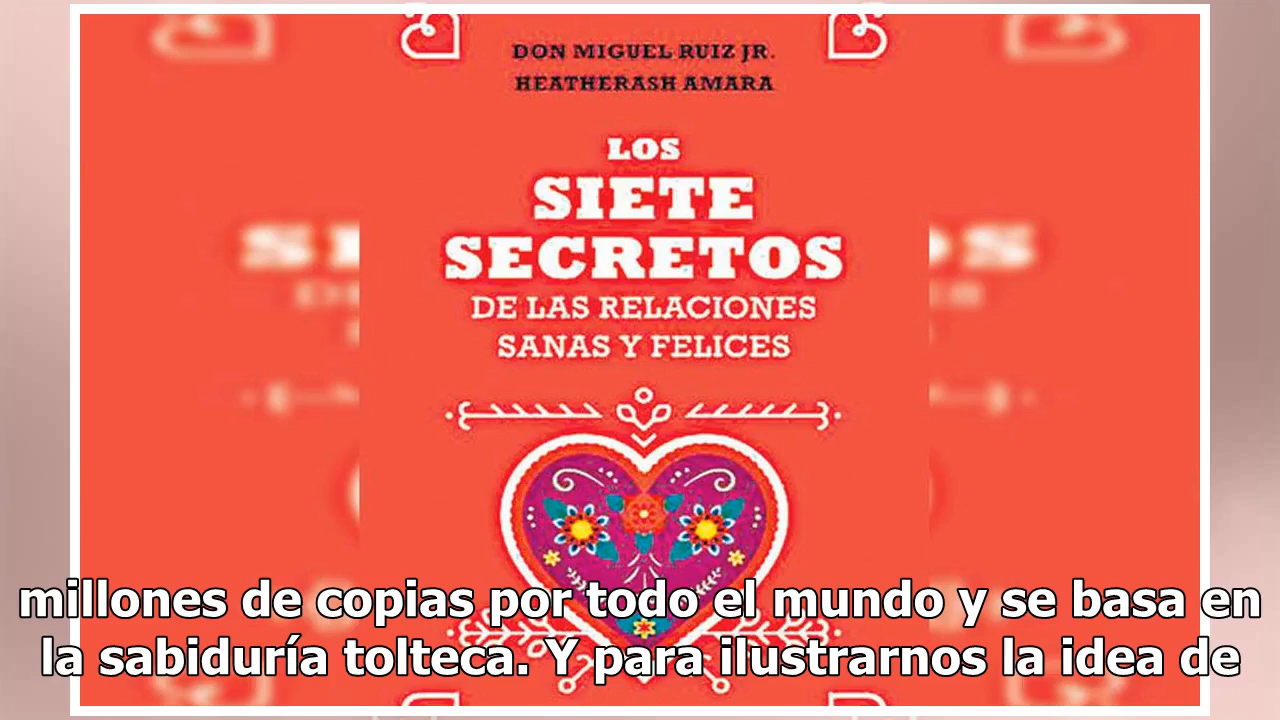 DON MIGUEL RUIZ JR.
HEATHERASH AMARA
LOS
SIETE
SECRETOS
DE LAS RELACIONES
SANAS Y FELICES
millones de copias por todo el mundo y se basa en
la sabiduría tolteca. Y para ilustrarnos la idea de